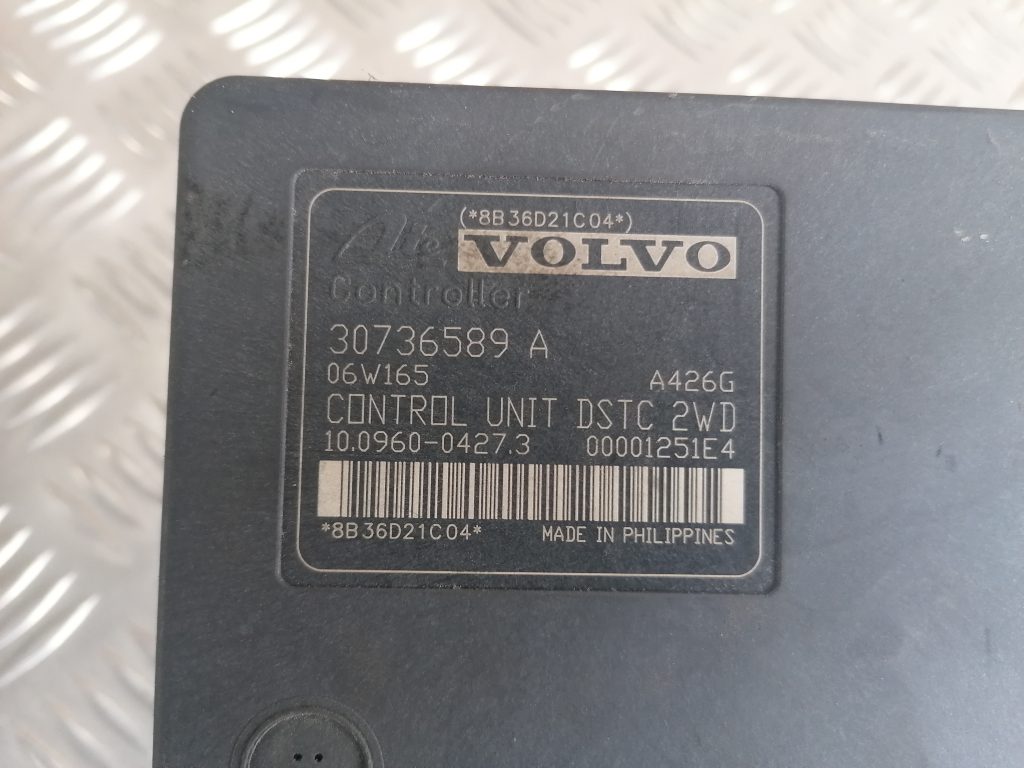 (*8B36D21C04*)
Ate VOLVO
Controller
30736589 A
06W165 A426G
CONTROL UNIT DSTC 2WD
10.0960-0427.3 00001251E4
*8B36D21C04* MADE IN PHILIPPINES